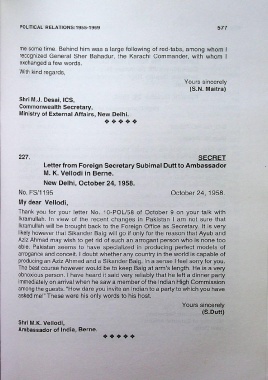 POLITICAL RELATIONS:1955-1959 577
me some time. Behind him was a large following of red-tabs, among whom I
recognized General Sher Bahadur, the Karachi Commander, with whom I
exchanged a few words.
With kind regards,
Yours sincerely
(S.N. Maitra)
Shri M.J. Desai, ICS,
Commonwealth Secretary,
Ministry of External Affairs, New Delhi.
❖ ❖ ❖ ❖ ❖
227. SECRET
Letter from Foreign Secretary Subimal Dutt to Ambassador
M. K. Vellodi in Berne.
New Delhi, October 24, 1958.
No. FS/1195 October 24, 1958.
My dear Vellodi,
Thank you for your letter No. 10-POL/58 of October 9 on your talk with
Ikramullah. In view of the recent changes in Pakistan I am not sure that
Ikramullah will be brought back to the Foreign Office as Secretary. It is very
likely however that Sikander Baig will go if only for the reason that Ayub and
Aziz Ahmad may wish to get rid of such an arrogant person who is none too
able. Pakistan seems to have specialized in producing perfect models of
arrogance and conceit. I doubt whether any country in the world is capable of
producing an Aziz Ahmed and a Sikander Baig. In a sense I feel sorry for you.
The best course however would be to keep Baig at arm's length. He is a very
obnoxious person. I have heard it said very reliably that he left a dinner party
immediately on arrival when he saw a member of the Indian High Commission
among the guests. "How dare you invite an Indian to a party to which you have
asked me!" These were his only words to his host.
Yours sincerely
(S.Dutt)
Shri M.K. Vellodi,
Ambassador of India, Berne.
❖ ❖ ❖ ❖ ❖